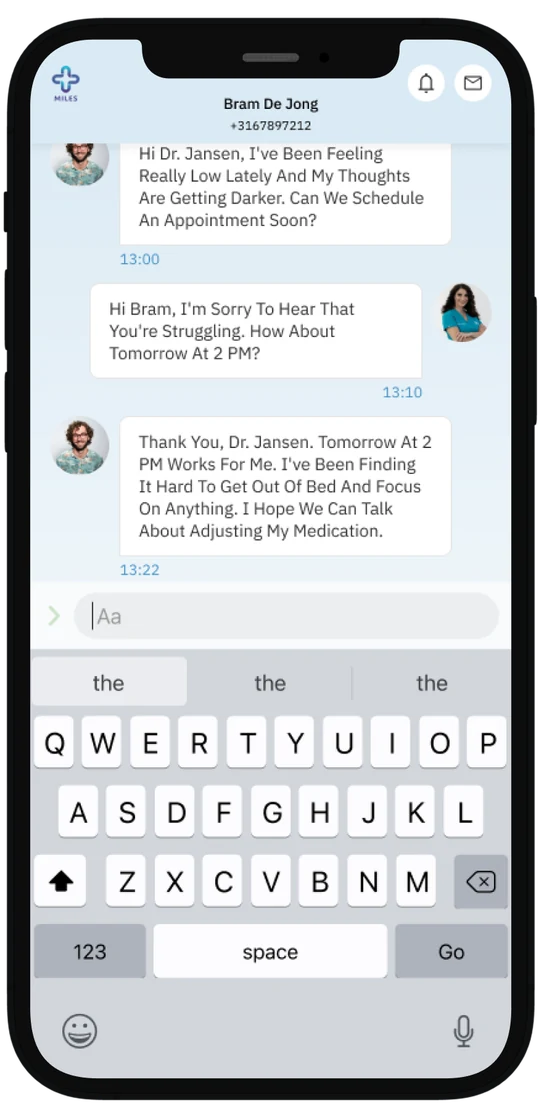 MILES
Bram De Jong
+3167897212
Hi Dr. Jansen, I've Been Feeling
Really Low Lately And My Thoughts
Are Getting Darker. Can We Schedule
An Appointment Soon?
13:00
Hi Bram, I'm Sorry To Hear That
You're Struggling. How About
Tomorrow At 2 PM?
13:10
Thank You, Dr. Jansen. Tomorrow At 2
PM Works For Me. I've Been Finding
It Hard To Get Out Of Bed And Focus
On Anything. I Hope We Can Talk
About Adjusting My Medication.
13:22
Aa
the the the
Q W E R T Y U I O P
A S D F G H J K L
Z X C V B N M
123 space Go